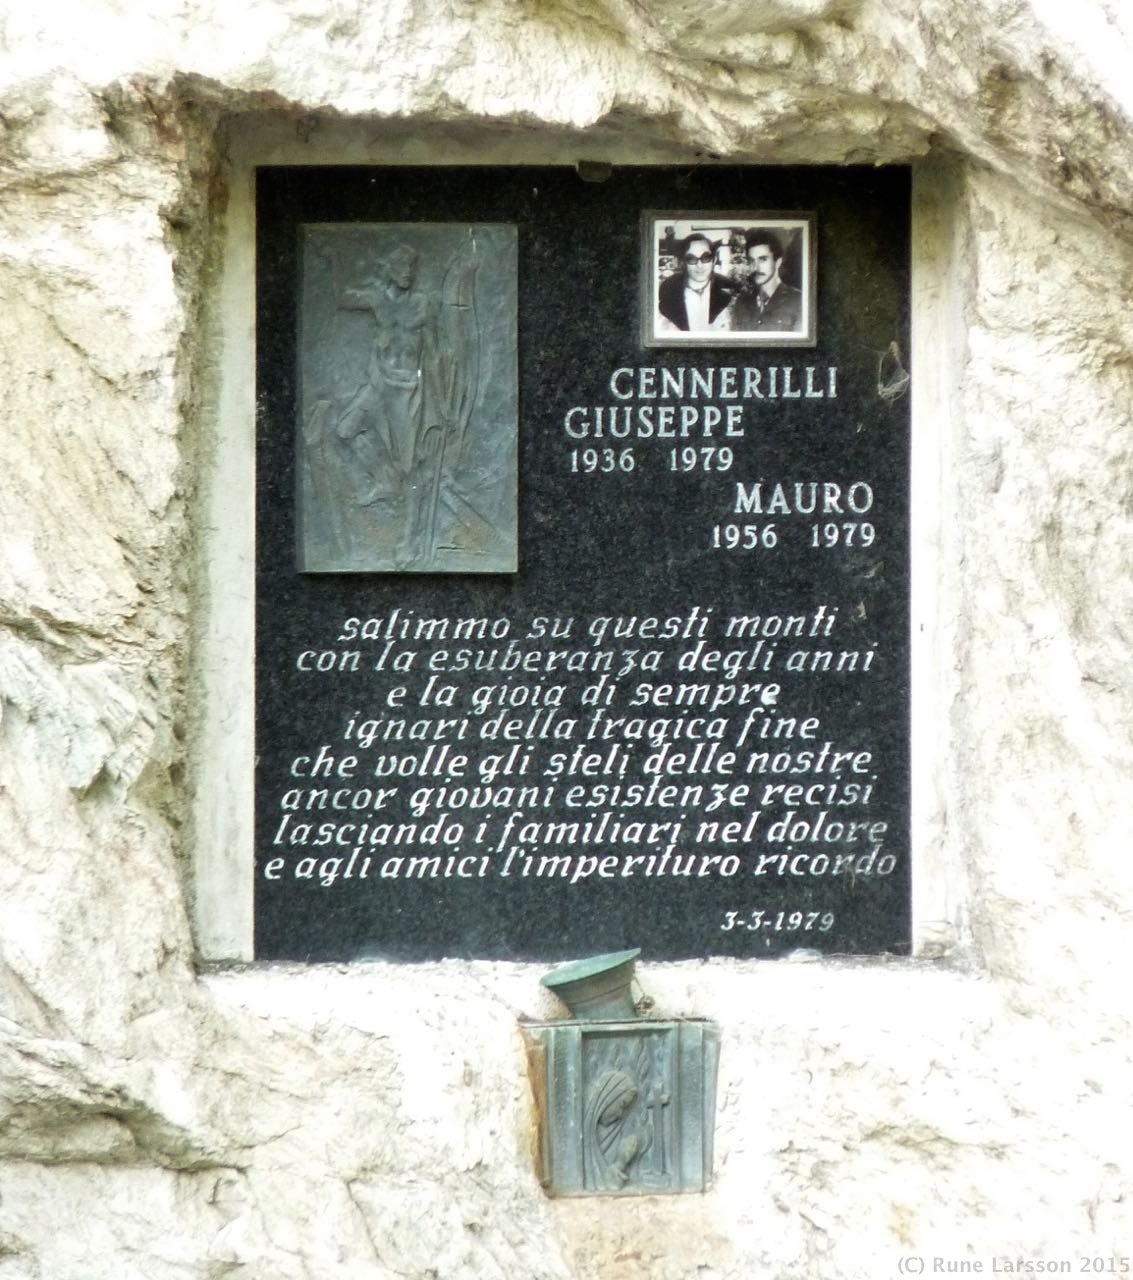 CENNERILLI
GIUSEPPE
1936 1979
MAURO
1956 1979
salimmo su questi monti
con la esuberanza degli anni
e la gioia di sempre
ignari della tragica fine
che volle gli steli delle nostre
ancor giovani esistenze recisi
lasciando i familiari nel dolore
e agli amici l'imperituro ricordo
3-3-1979
(C) Rune Larsson 2015